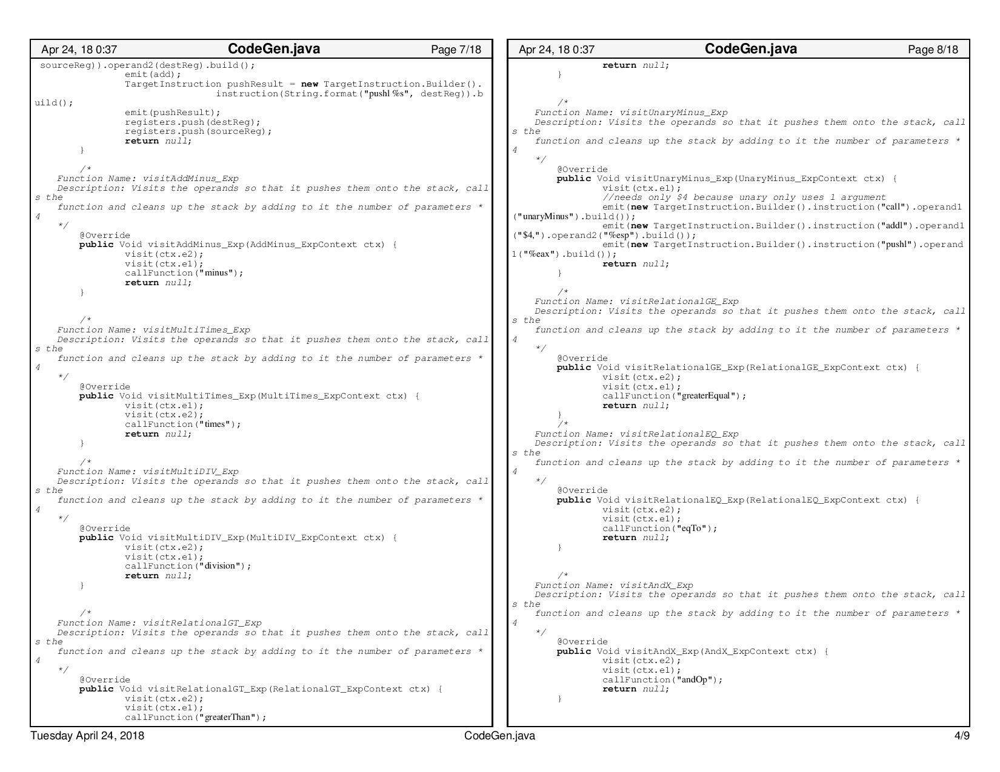 Apr 24, 18 0:37 CodeGen.java Page 7/18
sourceReg)).operand2(destReg).build();
emit(add);
TargetInstruction pushResult = new TargetInstruction.Builder().
instruction(String.format("pushl %s", destReg)).b
uild();
emit(pushResult);
registers.push(destReg);
registers.push(sourceReg);
return null;
}
/*
Function Name: visitAddMinus_Exp
Description: Visits the operands so that it pushes them onto the stack, call
s the
function and cleans up the stack by adding to it the number of parameters *
4
*/
@Override
public Void visitAddMinus_Exp(AddMinus_ExpContext ctx) {
visit(ctx.e2);
visit(ctx.e1);
callFunction("minus");
return null;
}
/*
Function Name: visitMultiTimes_Exp
Description: Visits the operands so that it pushes them onto the stack, call
s the
function and cleans up the stack by adding to it the number of parameters *
4
*/
@Override
public Void visitMultiTimes_Exp(MultiTimes_ExpContext ctx) {
visit(ctx.e1);
visit(ctx.e2);
callFunction("times");
return null;
}
/*
Function Name: visitMultiDIV_Exp
Description: Visits the operands so that it pushes them onto the stack, call
s the
function and cleans up the stack by adding to it the number of parameters *
4
*/
@Override
public Void visitMultiDIV_Exp(MultiDIV_ExpContext ctx) {
visit(ctx.e2);
visit(ctx.e1);
callFunction("division");
return null;
}
/*
Function Name: visitRelationalGT_Exp
Description: Visits the operands so that it pushes them onto the stack, call
s the
function and cleans up the stack by adding to it the number of parameters *
4
*/
@Override
public Void visitRelationalGT_Exp(RelationalGT_ExpContext ctx) {
visit(ctx.e2);
visit(ctx.e1);
callFunction("greaterThan");
Apr 24, 18 0:37 CodeGen.java Page 8/18
return null;
}
/*
Function Name: visitUnaryMinus_Exp
Description: Visits the operands so that it pushes them onto the stack, call
s the
function and cleans up the stack by adding to it the number of parameters *
4
*/
@Override
public Void visitUnaryMinus_Exp(UnaryMinus_ExpContext ctx) {
visit(ctx.e1);
//needs only $4 because unary only uses 1 argument
emit(new TargetInstruction.Builder().instruction("call").operand1
("unaryMinus").build());
emit(new TargetInstruction.Builder().instruction("addl").operand1
("$4,").operand2("%esp").build());
emit(new TargetInstruction.Builder().instruction("pushl").operand
1("%eax").build());
return null;
}
/*
Function Name: visitRelationalGE_Exp
Description: Visits the operands so that it pushes them onto the stack, call
s the
function and cleans up the stack by adding to it the number of parameters *
4
*/
@Override
public Void visitRelationalGE_Exp(RelationalGE_ExpContext ctx) {
visit(ctx.e2);
visit(ctx.e1);
callFunction("greaterEqual");
return null;
}
/*
Function Name: visitRelationalEQ_Exp
Description: Visits the operands so that it pushes them onto the stack, call
s the
function and cleans up the stack by adding to it the number of parameters *
4
*/
@Override
public Void visitRelationalEQ_Exp(RelationalEQ_ExpContext ctx) {
visit(ctx.e2);
visit(ctx.e1);
callFunction("eqTo");
return null;
}
/*
Function Name: visitAndX_Exp
Description: Visits the operands so that it pushes them onto the stack, call
s the
function and cleans up the stack by adding to it the number of parameters *
4
*/
@Override
public Void visitAndX_Exp(AndX_ExpContext ctx) {
visit(ctx.e2);
visit(ctx.e1);
callFunction("andOp");
return null;
}
Tuesday April 24, 2018 CodeGen.java 4/9